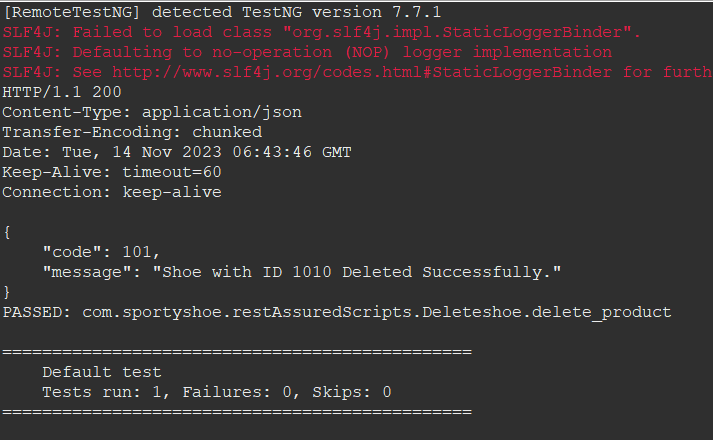 [RemoteTestNG] detected TestNG version 7.7.1
SLF4J: Failed to load class "org.slf4j.impl.StaticLoggerBinder".
SLF4J: Defaulting to no-operation (NOP) logger implementation
SLF4J: See http://www.slf4j.org/codes.html#StaticLoggerBinder for furth
HTTP/1.1 200
Content-Type: application/json
Transfer-Encoding: chunked
Date: Tue, 14 Nov 2023 06:43:46 GMT
Keep-Alive: timeout=60
Connection: keep-alive
{
    "code": 101,
    "message": "Shoe with ID 1010 Deleted Successfully."
}
PASSED: com.sportyshoe.restAssuredScripts.Deleteshoe.delete_product
===============================================
    Default test
    Tests run: 1, Failures: 0, Skips: 0
===============================================